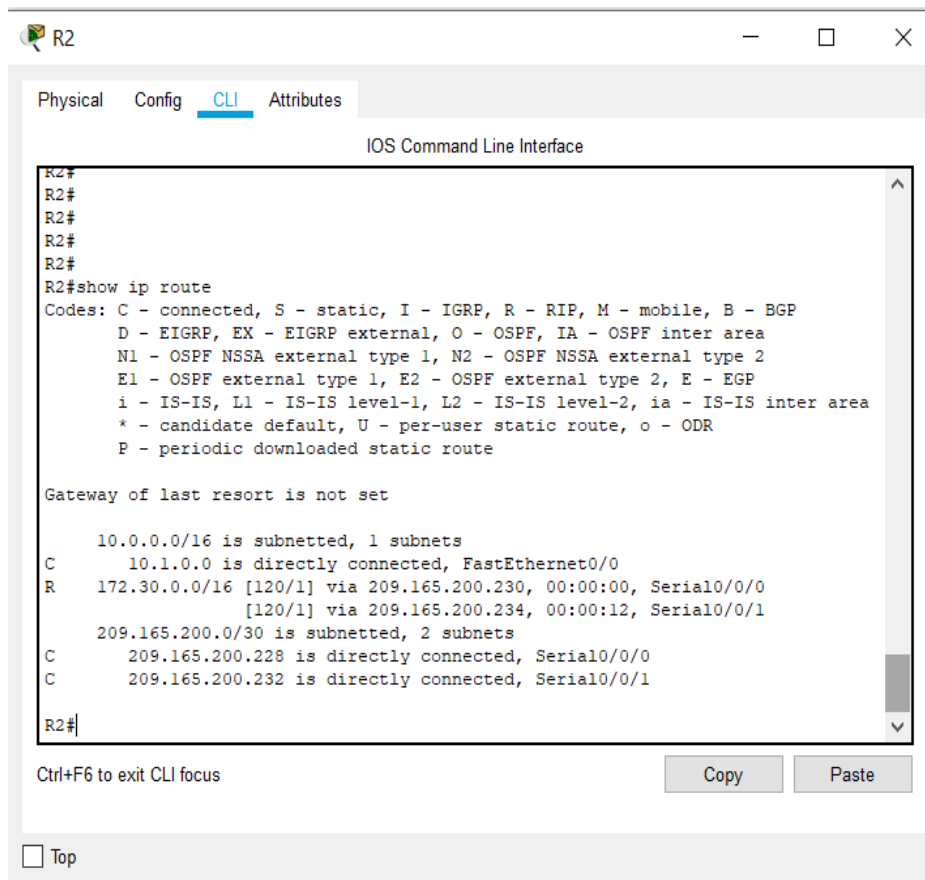 R2
Physical Config CLI Attributes
IOS Command Line Interface
R2#
R2#
R2#
R2#
R2#
R2#show ip route
Codes: C - connected, S - static, I - IGRP, R - RIP, M - mobile, B - BGP
       D - EIGRP, EX - EIGRP external, O - OSPF, IA - OSPF inter area
       N1 - OSPF NSSA external type 1, N2 - OSPF NSSA external type 2
       E1 - OSPF external type 1, E2 - OSPF external type 2, E - EGP
       i - IS-IS, L1 - IS-IS level-1, L2 - IS-IS level-2, ia - IS-IS inter area
       * - candidate default, U - per-user static route, o - ODR
       P - periodic downloaded static route
Gateway of last resort is not set
     10.0.0.0/16 is subnetted, 1 subnets
C       10.1.0.0 is directly connected, FastEthernet0/0
R    172.30.0.0/16 [120/1] via 209.165.200.230, 00:00:00, Serial0/0/0
                   [120/1] via 209.165.200.234, 00:00:12, Serial0/0/1
     209.165.200.0/30 is subnetted, 2 subnets
C       209.165.200.228 is directly connected, Serial0/0/0
C       209.165.200.232 is directly connected, Serial0/0/1
R2#
Ctrl+F6 to exit CLI focus Copy Paste
Top